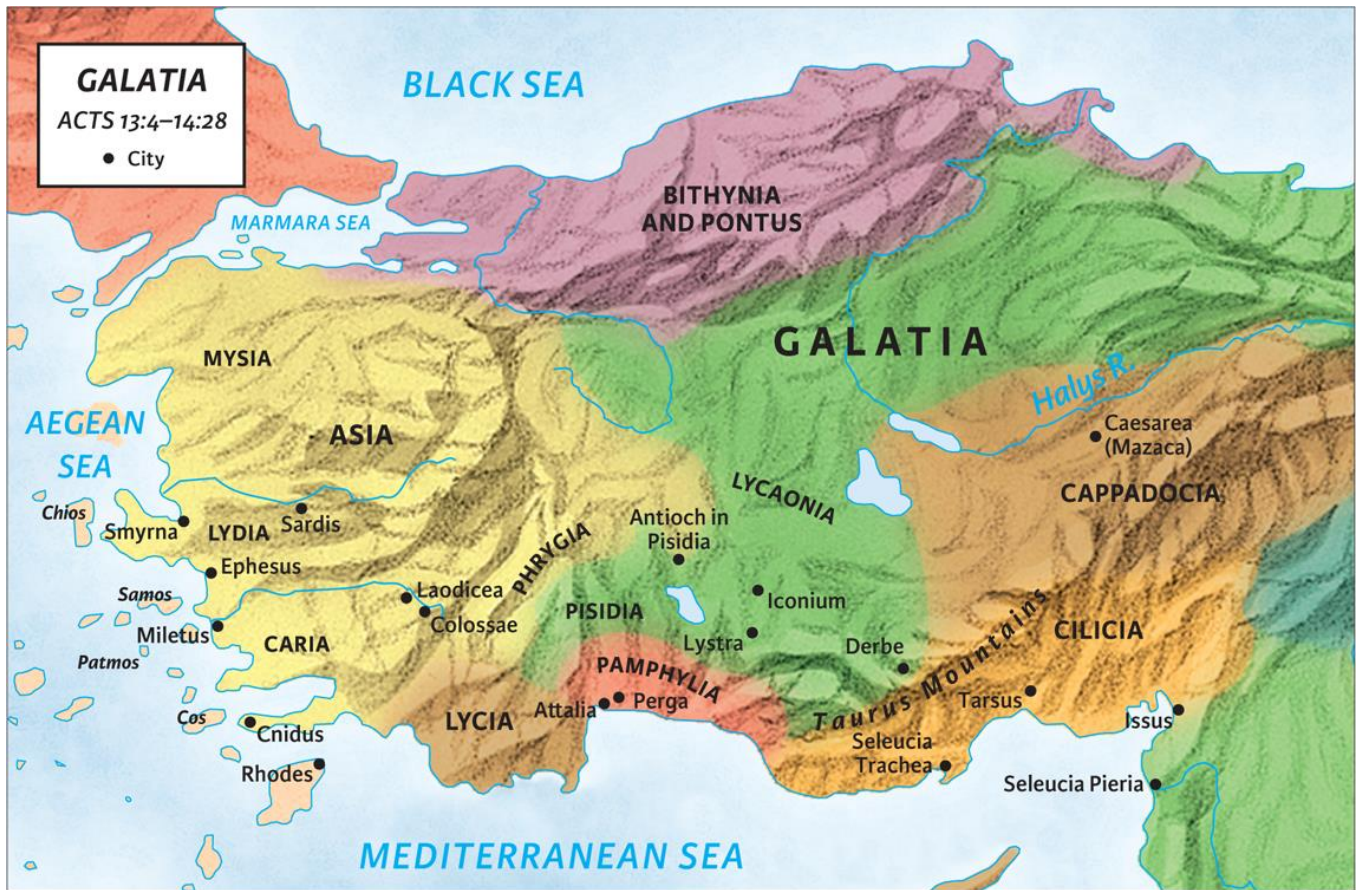 GALATIA
ACTS 13:4–14:28
City
BLACK SEA
MARMARA SEA
BITHYNIA
AND PONTUS
GALATIA
MYSIA
Halys R.
AEGEAN
SEA
ASIA
Caesarea
(Mazaca)
CAPPADOCIA
LYCAONIA
Chios
Smyrna
LYDIA
Sardis
Antioch in
Pisidia
PHRYGIA
Ephesus
Laodicea
Colossae
Samos
PISIDIA
Iconium
Miletus
CARIA
Lystra
Derbe
CILICIA
Patmos
PAMPHYLIA
Taurus Mountains
Attalia
Perga
Tarsus
Cos
LYCIA
Issus
Cnidus
Seleucia
Trachea
Rhodes
Seleucia Pieria
MEDITERRANEAN SEA